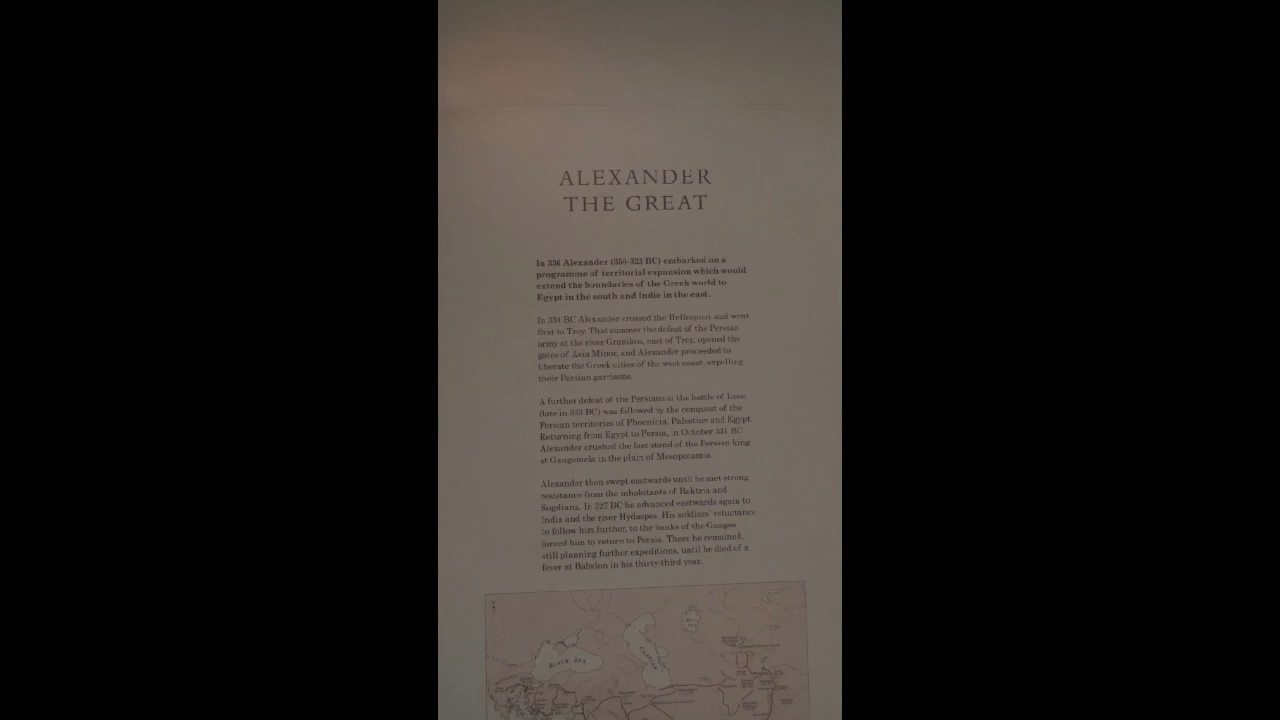 ALEXANDER
THE GREAT
In 336 Alexander (356–323 BC) embarked on a
programme of territorial expansion which would
extend the boundaries of the Greek world to
Egypt in the south and India in the east.
In 334 BC Alexander crossed the Hellespont and went
first to Troy. That summer the defeat of the Persian
army at the river Granikos, east of Troy, opened the
gates of Asia Minor, and Alexander proceeded to
liberate the Greek cities of the west coast, expelling
their Persian garrisons.
A further defeat of the Persians in the battle of Issos
(late in 333 BC) was followed by the conquest of the
Persian territories of Phoenicia, Palestine and Egypt.
Returning from Egypt to Persia, in October 331 BC
Alexander crushed the last stand of the Persian king
at Gaugemela in the plain of Mesopotamia.
Alexander then swept eastwards until he met strong
resistance from the inhabitants of Baktria and
Sogdiana. In 327 BC he advanced eastwards again to
India and the river Hydaspes. His soldiers' reluctance
to follow him further, to the banks of the Ganges
forced him to return to Persia. There he remained,
still planning further expeditions, until he died of a
fever at Babylon in his thirty-third year.
BLACK SEA
CASPIAN